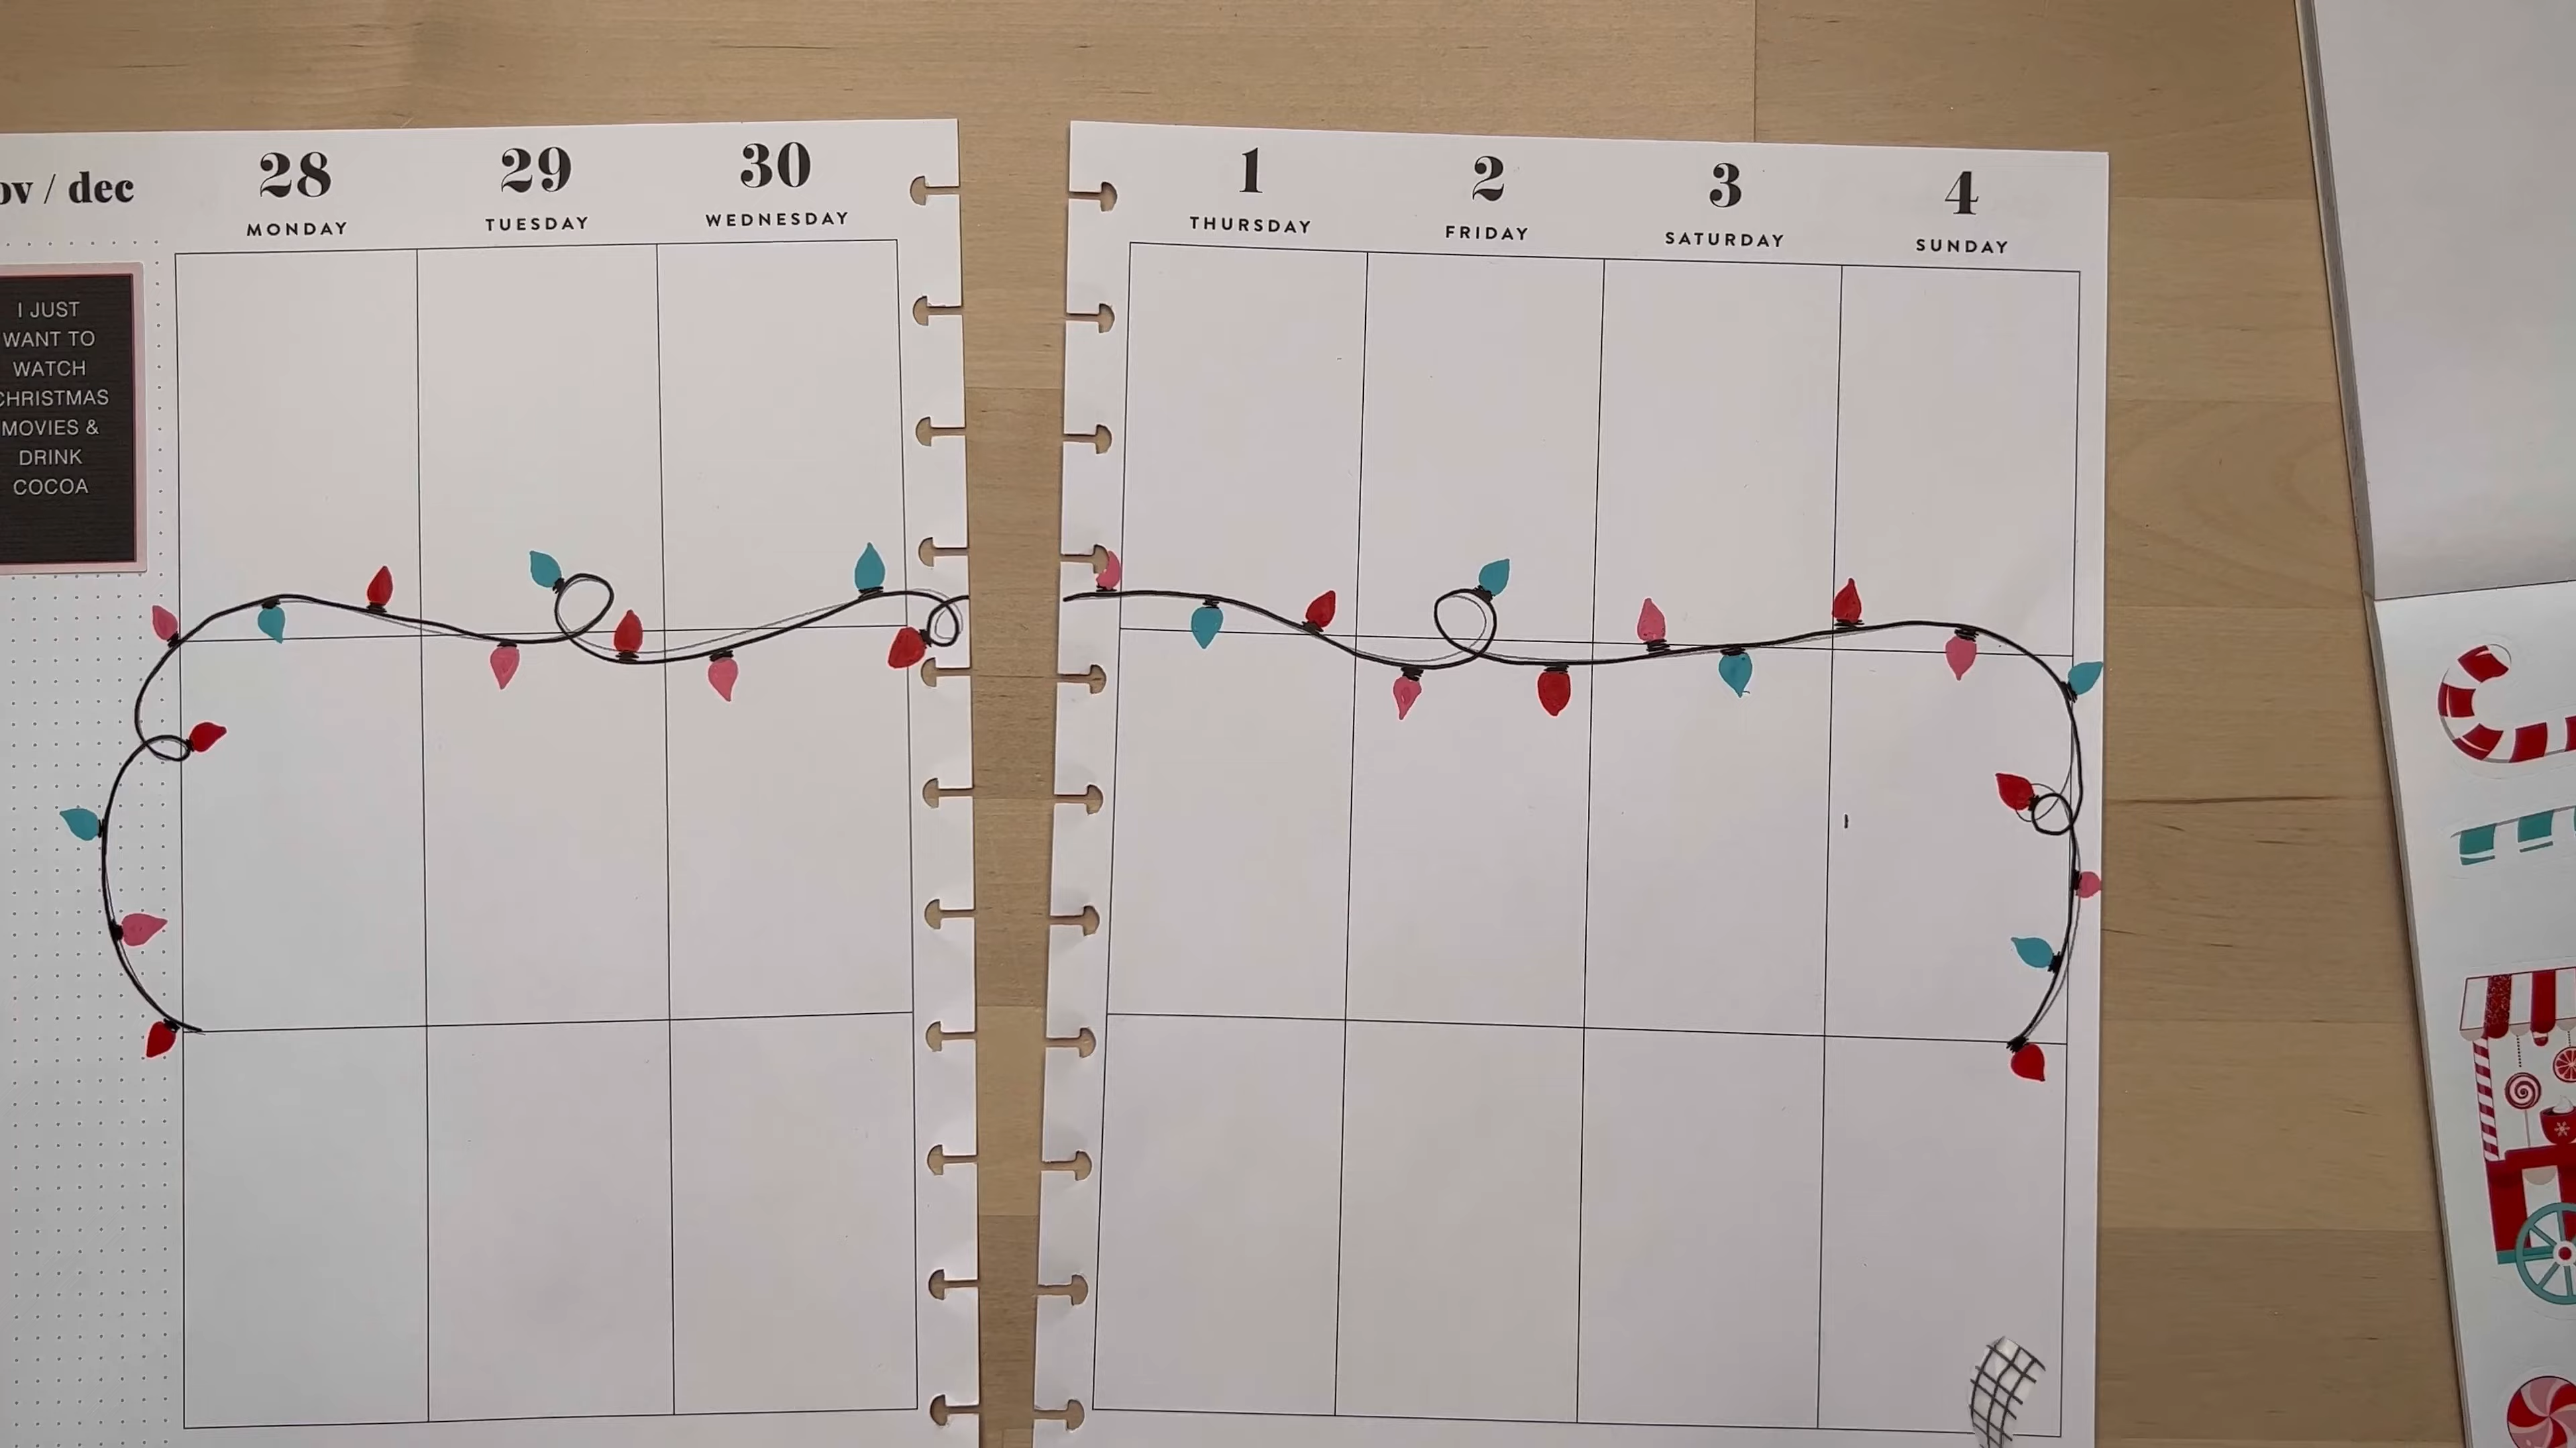 ov / dec
28
MONDAY
29
TUESDAY
30
WEDNESDAY
1
THURSDAY
2
FRIDAY
3
SATURDAY
4
SUNDAY
I JUST
WANT TO
WATCH
CHRISTMAS
MOVIES &
DRINK
COCOA